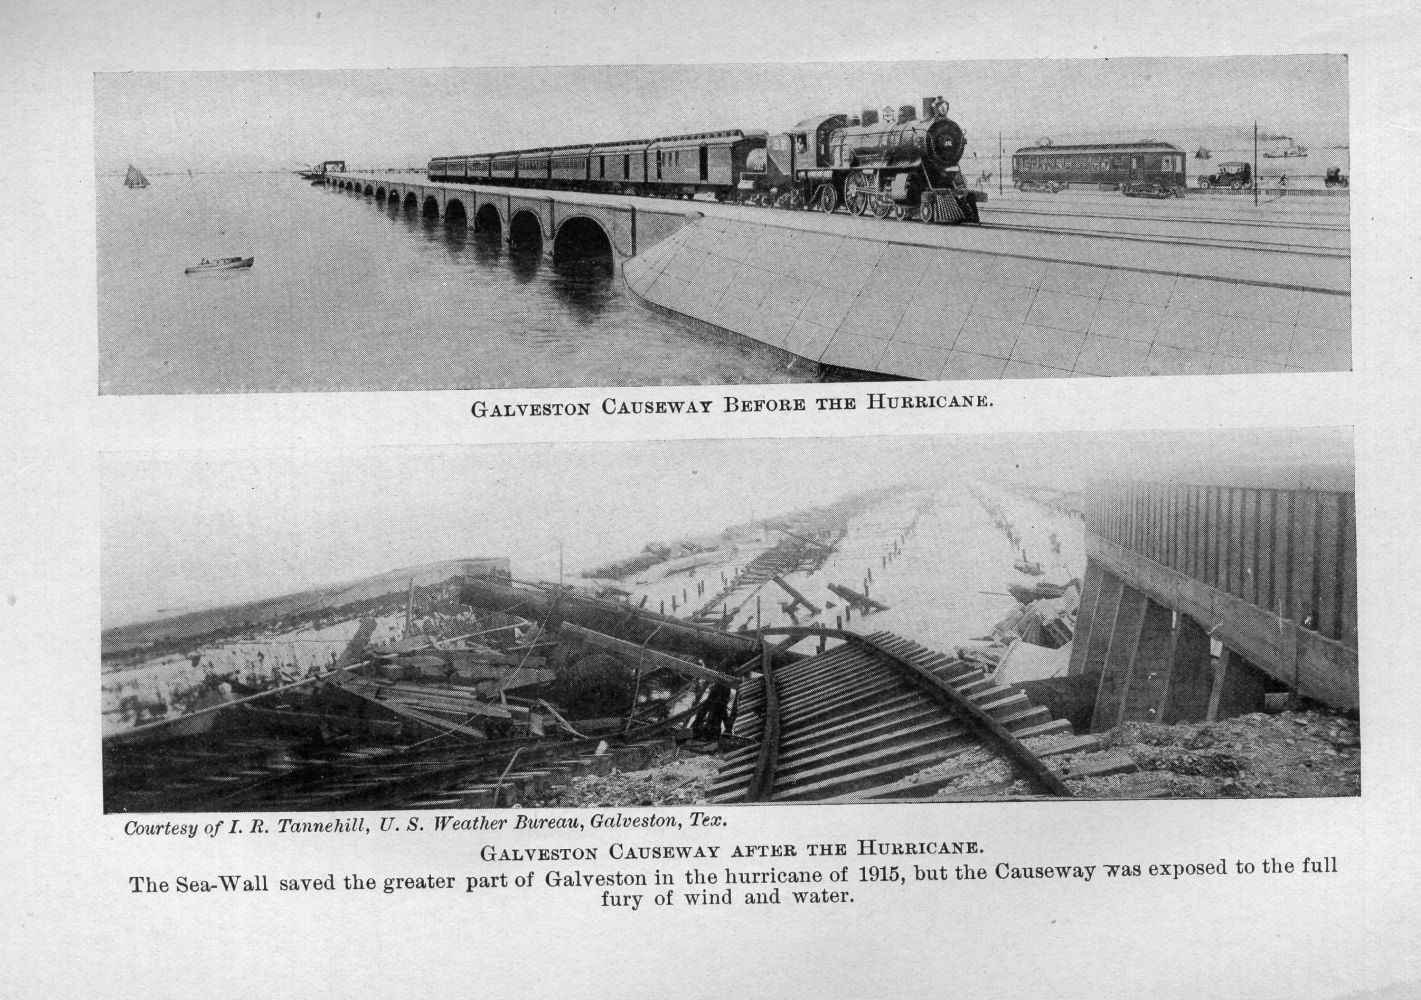 Galveston Causeway Before the Hurricane.
Courtesy of I. R. Tannehill, U. S. Weather Bureau, Galveston, Tex.
Galveston Causeway after the Hurricane.
The Sea-Wall saved the greater part of Galveston in the hurricane of 1915, but the Causeway was exposed to the full
fury of wind and water.